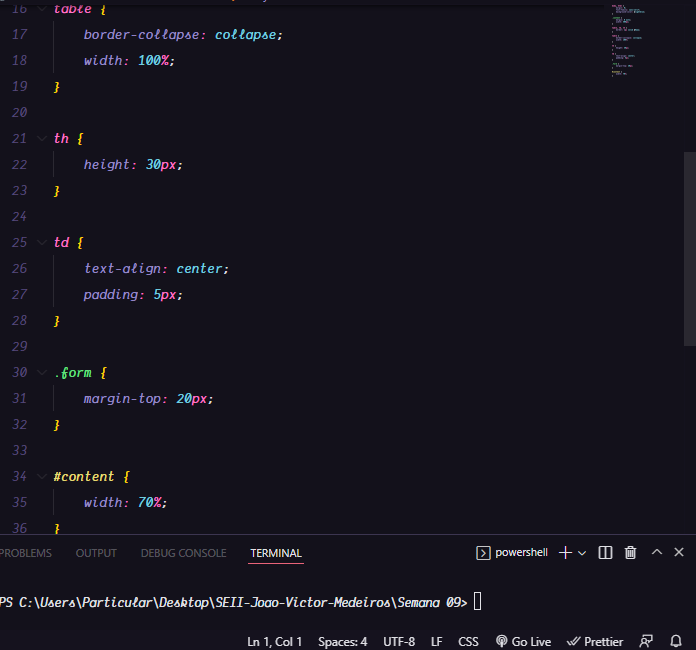 16 table {
17 border-collapse: collapse;
18 width: 100%;
19 }
20
21 th {
22 height: 30px;
23 }
24
25 td {
26 text-align: center;
27 padding: 5px;
28 }
29
30 .form {
31 margin-top: 20px;
32 }
33
34 #content {
35 width: 70%;
36 }
PROBLEMS OUTPUT DEBUG CONSOLE TERMINAL powershell
PS C:\Users\Particular\Desktop\SEII-Joao-Victor-Medeiros\Semana 09>
Ln 1, Col 1 Spaces: 4 UTF-8 LF CSS Go Live Prettier